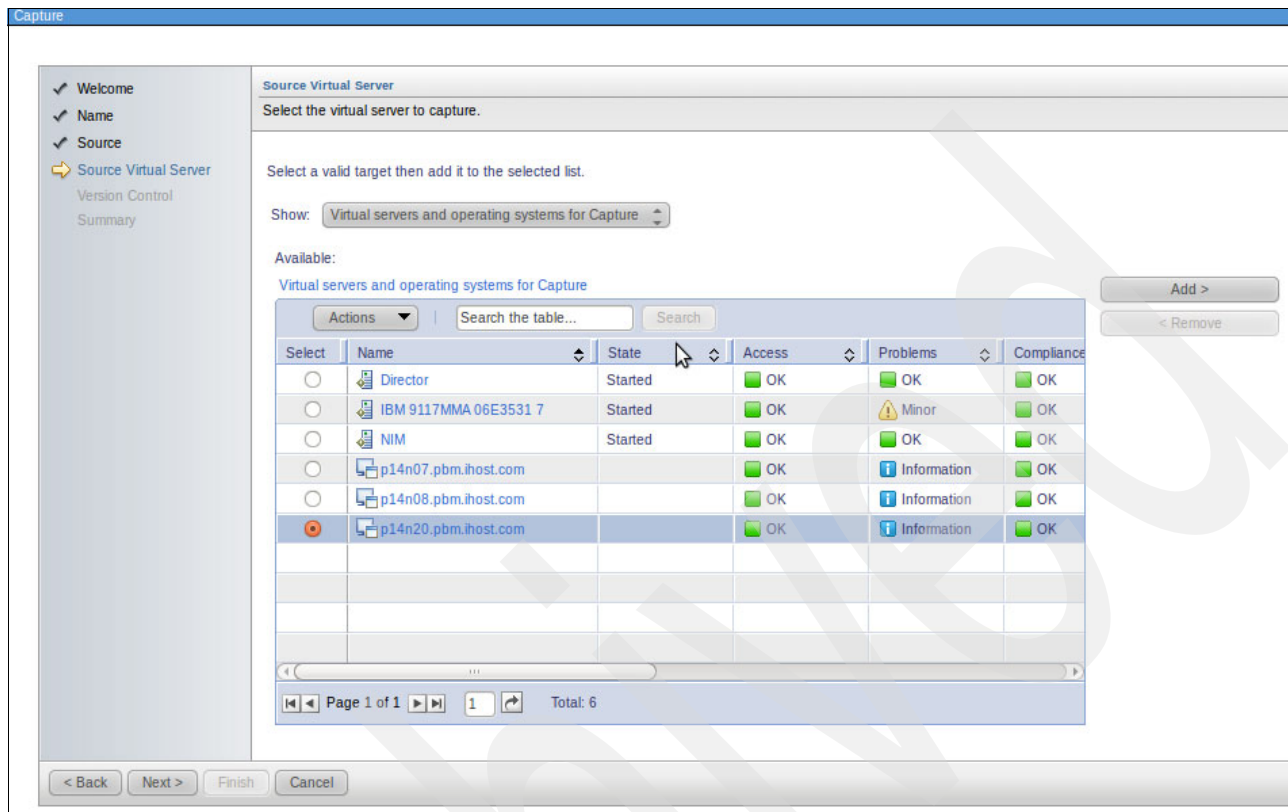 Capture
Welcome
Name
Source
Source Virtual Server
Version Control
Summary
Source Virtual Server
Select the virtual server to capture.
Select a valid target then add it to the selected list.
Show: Virtual servers and operating systems for Capture
Available:
Virtual servers and operating systems for Capture
Add >
< Remove
Actions | Search the table... Search
Select Name State Access Problems Compliance
Director Started OK OK OK
IBM 9117MMA 06E3531 7 Started OK Minor OK
NIM Started OK OK OK
p14n07.pbm.ihost.com OK Information OK
p14n08.pbm.ihost.com OK Information OK
p14n20.pbm.ihost.com OK Information OK
Page 1 of 1 1 Total: 6
< Back Next > Finish Cancel